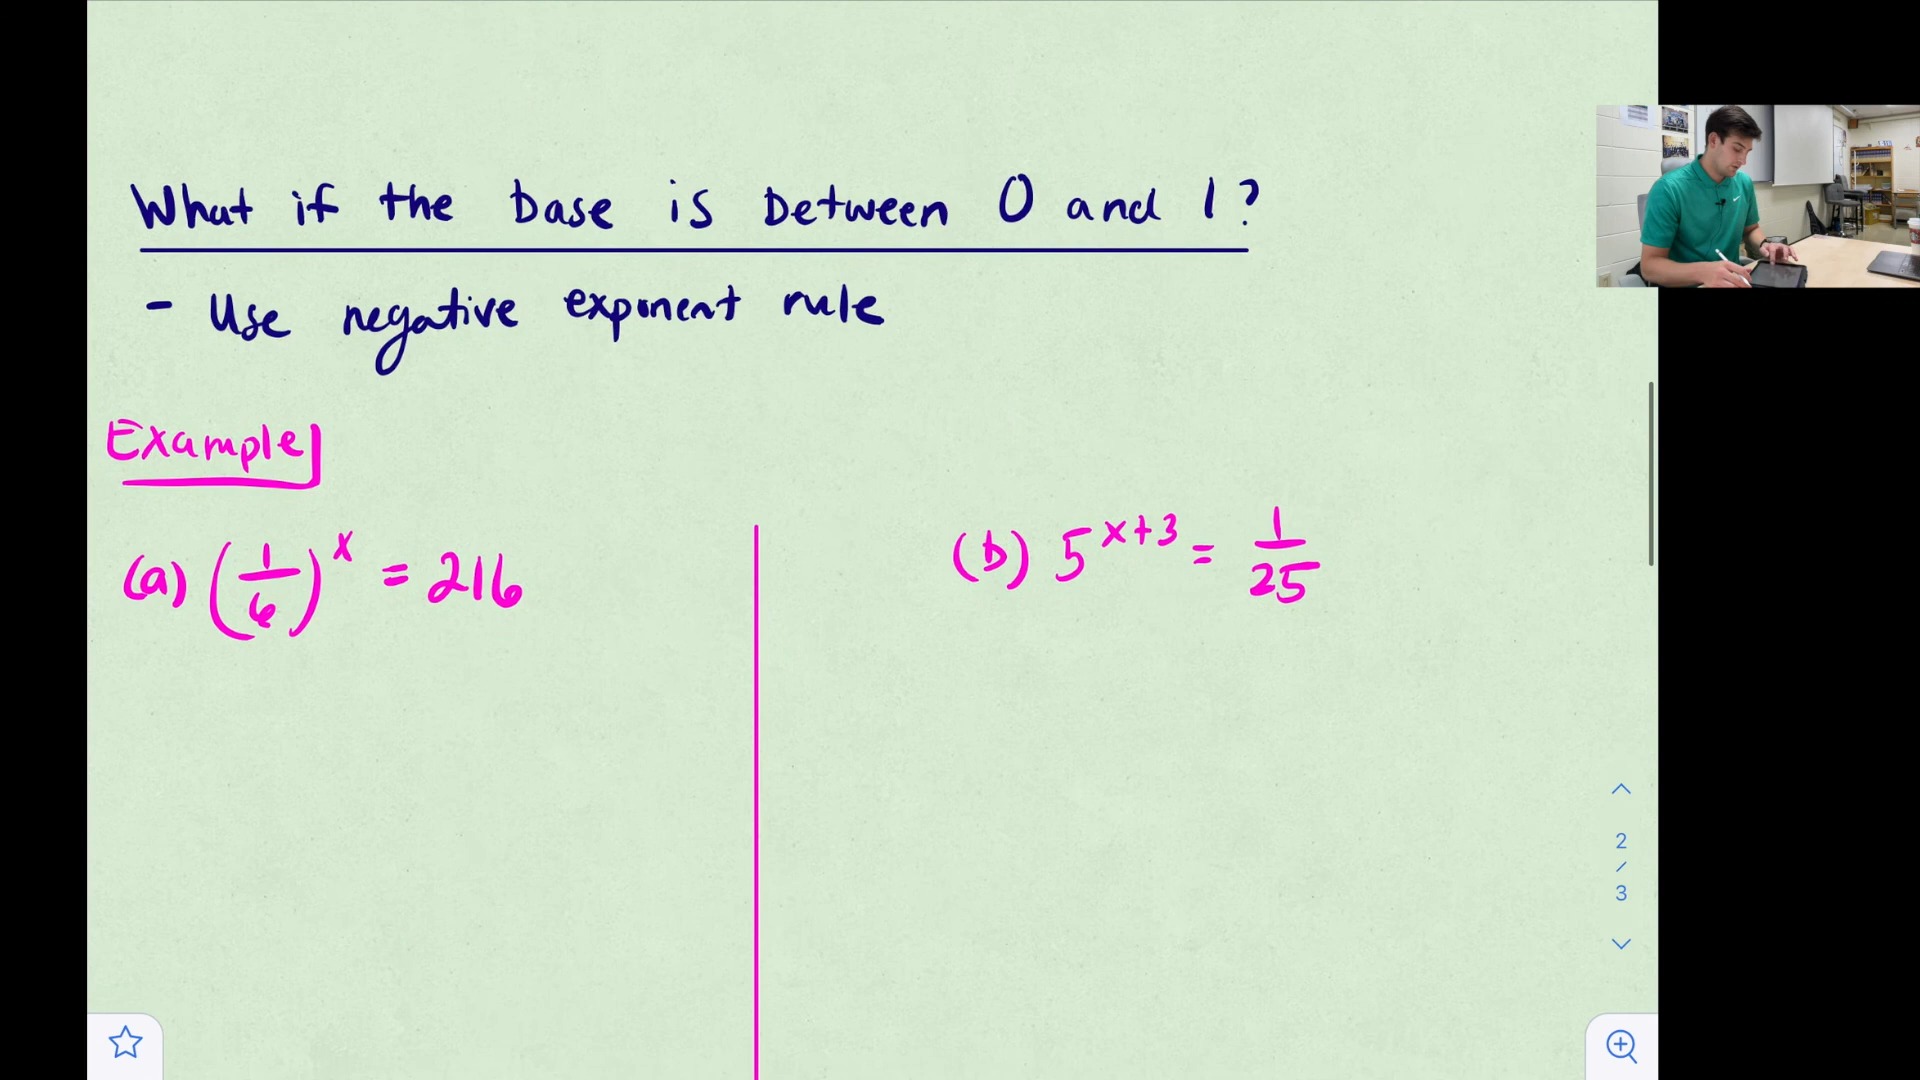 What if the base is between 0 and 1?
- Use negative exponent rule
Example
(a) (1/6)^x = 216
(b) 5^x+3 = 1/25
2
/
3